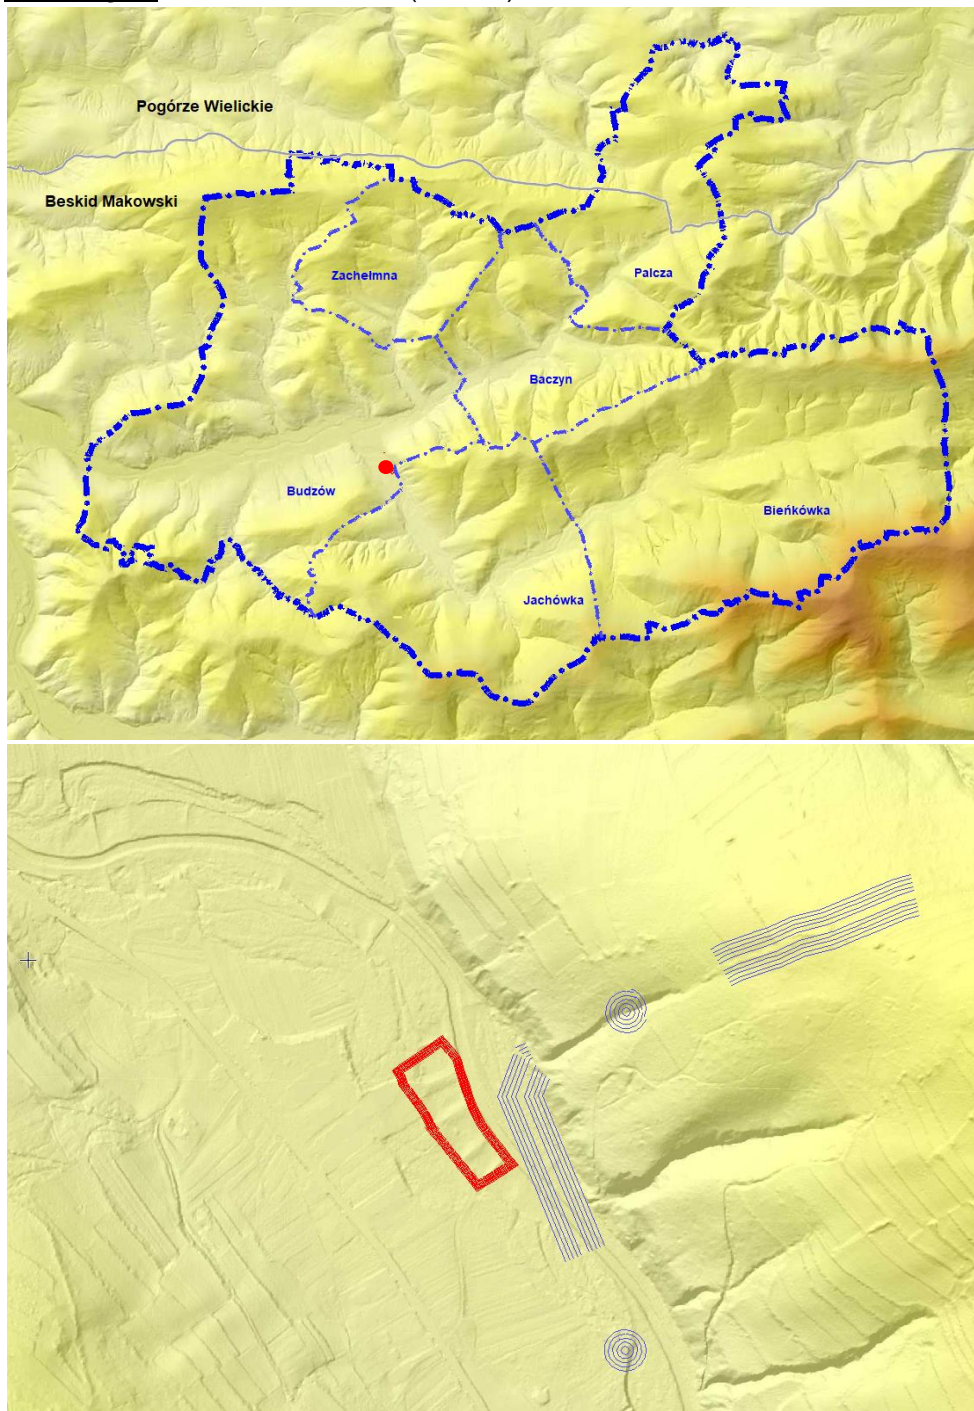 Pogórze Wielickie
Beskid Makowski
Zachełmna
Palcza
Baczyn
Budzów
Bieńkówka
Jachówka